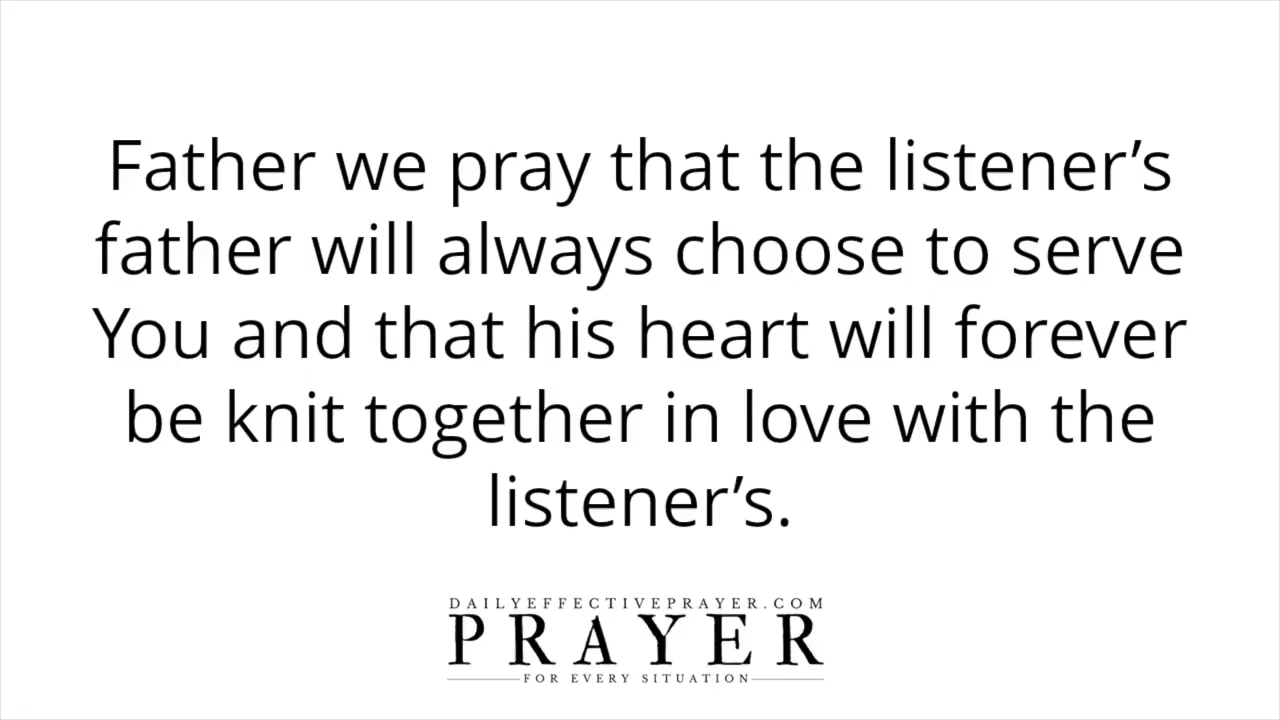 Father we pray that the listener’s
father will always choose to serve
You and that his heart will forever
be knit together in love with the
listener’s.
DAILYEFFECTIVEPRAYER.COM
PRAYER
FOR EVERY SITUATION